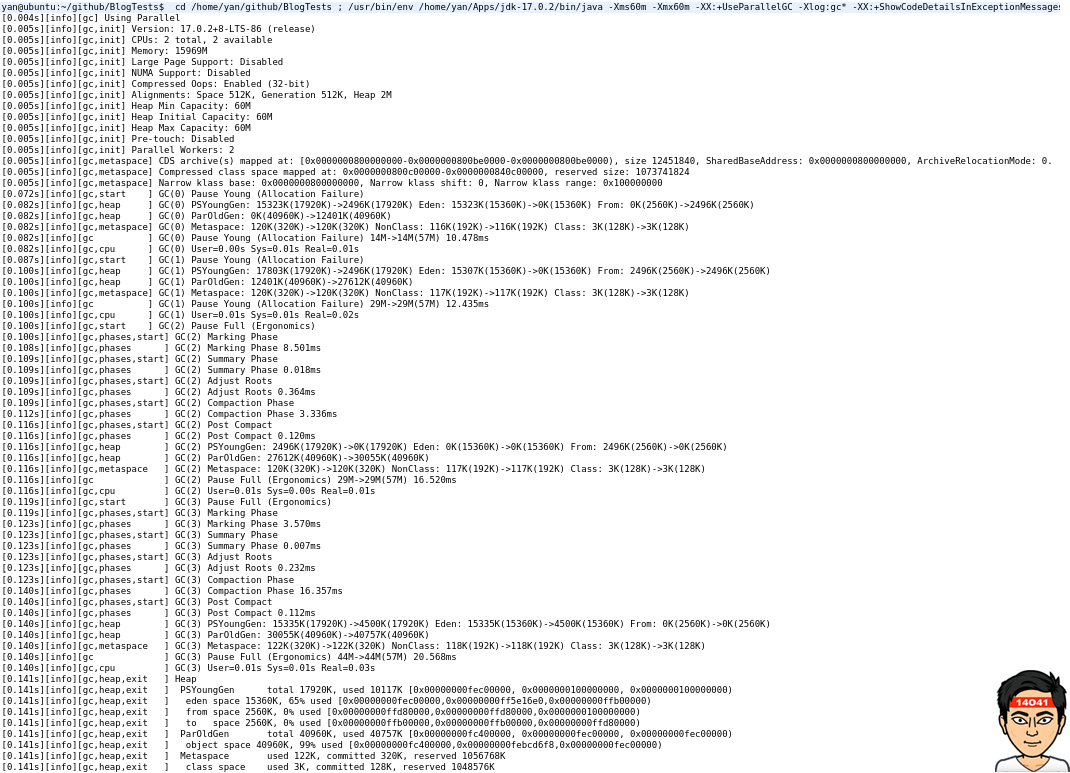 yan@ubuntu:~/github/BlogTests$  cd /home/yan/github/BlogTests ; /usr/bin/env /home/yan/Apps/jdk-17.0.2/bin/java -Xms60m -Xmx60m -XX:+UseParallelGC -Xlog:gc* -XX:+ShowCodeDetailsInExceptionMessages
[0.004s][info][gc] Using Parallel
[0.005s][info][gc,init] Version: 17.0.2+8-LTS-86 (release)
[0.005s][info][gc,init] CPUs: 2 total, 2 available
[0.005s][info][gc,init] Memory: 15969M
[0.005s][info][gc,init] Large Page Support: Disabled
[0.005s][info][gc,init] NUMA Support: Disabled
[0.005s][info][gc,init] Compressed Oops: Enabled (32-bit)
[0.005s][info][gc,init] Alignments: Space 512K, Generation 512K, Heap 2M
[0.005s][info][gc,init] Heap Min Capacity: 60M
[0.005s][info][gc,init] Heap Initial Capacity: 60M
[0.005s][info][gc,init] Heap Max Capacity: 60M
[0.005s][info][gc,init] Pre-touch: Disabled
[0.005s][info][gc,init] Parallel Workers: 2
[0.005s][info][gc,metaspace] CDS archive(s) mapped at: [0x0000000800000000-0x0000000800be0000-0x0000000800be0000), size 12451840, SharedBaseAddress: 0x0000000800000000, ArchiveRelocationMode: 0.
[0.005s][info][gc,metaspace] Compressed class space mapped at: 0x0000000800c00000-0x0000000840c00000, reserved size: 1073741824
[0.005s][info][gc,metaspace] Narrow klass base: 0x0000000800000000, Narrow klass shift: 0, Narrow klass range: 0x100000000
[0.072s][info][gc,start    ] GC(0) Pause Young (Allocation Failure)
[0.082s][info][gc,heap     ] GC(0) PSYoungGen: 15323K(17920K)->2496K(17920K) Eden: 15323K(15360K)->0K(15360K) From: 0K(2560K)->2496K(2560K)
[0.082s][info][gc,heap     ] GC(0) ParOldGen: 0K(40960K)->12401K(40960K)
[0.082s][info][gc,metaspace] GC(0) Metaspace: 120K(320K)->120K(320K) NonClass: 116K(192K)->116K(192K) Class: 3K(128K)->3K(128K)
[0.082s][info][gc          ] GC(0) Pause Young (Allocation Failure) 14M->14M(57M) 10.478ms
[0.082s][info][gc,cpu      ] GC(0) User=0.00s Sys=0.01s Real=0.01s
[0.087s][info][gc,start    ] GC(1) Pause Young (Allocation Failure)
[0.100s][info][gc,heap     ] GC(1) PSYoungGen: 17803K(17920K)->2496K(17920K) Eden: 15307K(15360K)->0K(15360K) From: 2496K(2560K)->2496K(2560K)
[0.100s][info][gc,heap     ] GC(1) ParOldGen: 12401K(40960K)->27612K(40960K)
[0.100s][info][gc,metaspace] GC(1) Metaspace: 120K(320K)->120K(320K) NonClass: 117K(192K)->117K(192K) Class: 3K(128K)->3K(128K)
[0.100s][info][gc          ] GC(1) Pause Young (Allocation Failure) 29M->29M(57M) 12.435ms
[0.100s][info][gc,cpu      ] GC(1) User=0.01s Sys=0.01s Real=0.02s
[0.100s][info][gc,start    ] GC(2) Pause Full (Ergonomics)
[0.100s][info][gc,phases,start] GC(2) Marking Phase
[0.108s][info][gc,phases      ] GC(2) Marking Phase 8.501ms
[0.109s][info][gc,phases,start] GC(2) Summary Phase
[0.109s][info][gc,phases      ] GC(2) Summary Phase 0.018ms
[0.109s][info][gc,phases,start] GC(2) Adjust Roots
[0.109s][info][gc,phases      ] GC(2) Adjust Roots 0.364ms
[0.109s][info][gc,phases,start] GC(2) Compaction Phase
[0.112s][info][gc,phases      ] GC(2) Compaction Phase 3.336ms
[0.116s][info][gc,phases,start] GC(2) Post Compact
[0.116s][info][gc,phases      ] GC(2) Post Compact 0.120ms
[0.116s][info][gc,heap        ] GC(2) PSYoungGen: 2496K(17920K)->0K(17920K) Eden: 0K(15360K)->0K(15360K) From: 2496K(2560K)->0K(2560K)
[0.116s][info][gc,heap        ] GC(2) ParOldGen: 27612K(40960K)->30055K(40960K)
[0.116s][info][gc,metaspace   ] GC(2) Metaspace: 120K(320K)->120K(320K) NonClass: 117K(192K)->117K(192K) Class: 3K(128K)->3K(128K)
[0.116s][info][gc             ] GC(2) Pause Full (Ergonomics) 29M->29M(57M) 16.520ms
[0.116s][info][gc,cpu         ] GC(2) User=0.01s Sys=0.00s Real=0.01s
[0.119s][info][gc,start       ] GC(3) Pause Full (Ergonomics)
[0.119s][info][gc,phases,start] GC(3) Marking Phase
[0.123s][info][gc,phases      ] GC(3) Marking Phase 3.570ms
[0.123s][info][gc,phases,start] GC(3) Summary Phase
[0.123s][info][gc,phases      ] GC(3) Summary Phase 0.007ms
[0.123s][info][gc,phases,start] GC(3) Adjust Roots
[0.123s][info][gc,phases      ] GC(3) Adjust Roots 0.232ms
[0.123s][info][gc,phases,start] GC(3) Compaction Phase
[0.140s][info][gc,phases      ] GC(3) Compaction Phase 16.357ms
[0.140s][info][gc,phases,start] GC(3) Post Compact
[0.140s][info][gc,phases      ] GC(3) Post Compact 0.112ms
[0.140s][info][gc,heap        ] GC(3) PSYoungGen: 15335K(17920K)->4500K(17920K) Eden: 15335K(15360K)->4500K(15360K) From: 0K(2560K)->0K(2560K)
[0.140s][info][gc,heap        ] GC(3) ParOldGen: 30055K(40960K)->40757K(40960K)
[0.140s][info][gc,metaspace   ] GC(3) Metaspace: 122K(320K)->122K(320K) NonClass: 118K(192K)->118K(192K) Class: 3K(128K)->3K(128K)
[0.140s][info][gc             ] GC(3) Pause Full (Ergonomics) 44M->44M(57M) 20.568ms
[0.140s][info][gc,cpu         ] GC(3) User=0.01s Sys=0.01s Real=0.03s
[0.141s][info][gc,heap,exit   ] Heap
[0.141s][info][gc,heap,exit   ]  PSYoungGen      total 17920K, used 10117K [0x00000000fec00000, 0x0000000100000000, 0x0000000100000000)
[0.141s][info][gc,heap,exit   ]   eden space 15360K, 65% used [0x00000000fec00000,0x00000000ff5e16e0,0x00000000ffb00000)
[0.141s][info][gc,heap,exit   ]   from space 2560K, 0% used [0x00000000ffd80000,0x00000000ffd80000,0x0000000100000000)
[0.141s][info][gc,heap,exit   ]   to   space 2560K, 0% used [0x00000000ffb00000,0x00000000ffb00000,0x00000000ffd80000)
[0.141s][info][gc,heap,exit   ]  ParOldGen       total 40960K, used 40757K [0x00000000fc400000, 0x00000000fec00000, 0x00000000fec00000)
[0.141s][info][gc,heap,exit   ]   object space 40960K, 99% used [0x00000000fc400000,0x00000000febcd6f8,0x00000000fec00000)
[0.141s][info][gc,heap,exit   ]  Metaspace       used 122K, committed 320K, reserved 1056768K
[0.141s][info][gc,heap,exit   ]   class space    used 3K, committed 128K, reserved 1048576K
14041